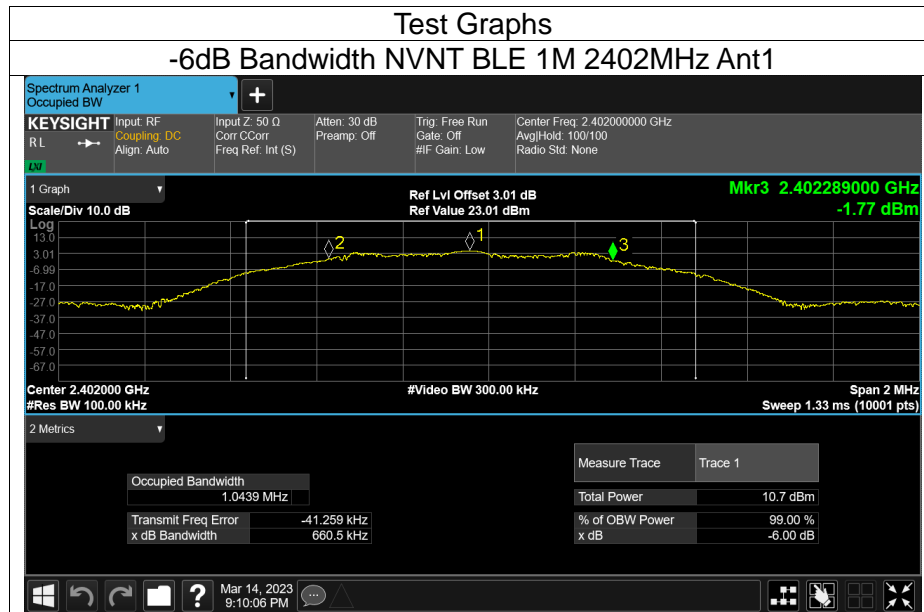 Test Graphs
-6dB Bandwidth NVNT BLE 1M 2402MHz Ant1
Spectrum Analyzer 1
Occupied BW
+
KEYSIGHT Input: RF Input Z: 50 Ω Atten: 30 dB Trig: Free Run Center Freq: 2.402000000 GHz
R L Coupling: DC Corr CCorr Preamp: Off Gate: Off Avg|Hold: 100/100
Align: Auto Freq Ref: Int (S) #IF Gain: Low Radio Std: None
LNI
1 Graph Ref Lvl Offset 3.01 dB Mkr3 2.402289000 GHz
Scale/Div 10.0 dB Ref Value 23.01 dBm -1.77 dBm
Log
13.0
3.01
-6.99
-17.0
-27.0
-37.0
-47.0
-57.0
-67.0
2 1 3
Center 2.402000 GHz #Video BW 300.00 kHz Span 2 MHz
#Res BW 100.00 kHz Sweep 1.33 ms (10001 pts)
2 Metrics
Measure Trace Trace 1
Occupied Bandwidth
1.0439 MHz Total Power 10.7 dBm
Transmit Freq Error -41.259 kHz % of OBW Power 99.00 %
x dB Bandwidth 660.5 kHz x dB -6.00 dB
? Mar 14, 2023
9:10:06 PM